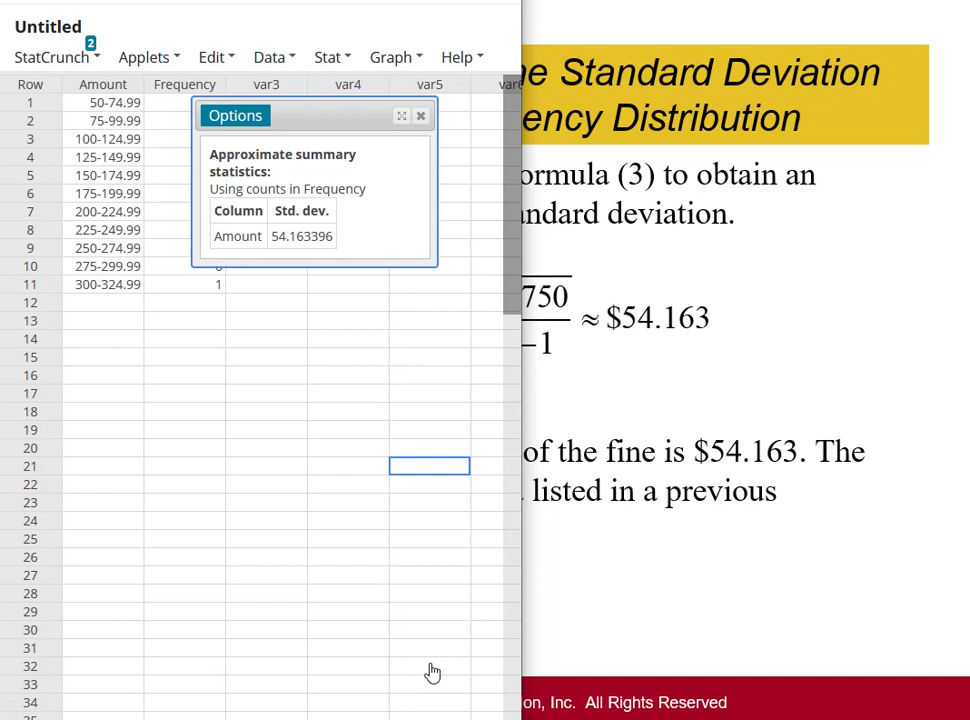 Untitled
StatCrunch 2 Applets Edit Data Stat Graph Help
Row Amount Frequency var3 var4 var5
1 50-74.99
2 75-99.99
3 100-124.99
4 125-149.99
5 150-174.99
6 175-199.99
7 200-224.99
8 225-249.99
9 250-274.99
10 275-299.99
11 300-324.99 1
12
13
14
15
16
17
18
19
20
21
22
23
24
25
26
27
28
29
30
31
32
33
34
Options
Approximate summary
statistics:
Using counts in Frequency
Column Std. dev.
Amount 54.163396
Standard Deviation
Distribution
ormula (3) to obtain an
andard deviation.
750
−1
≈ $54.163
of the fine is $54.163. The
listed in a previous
on, Inc. All Rights Reserved